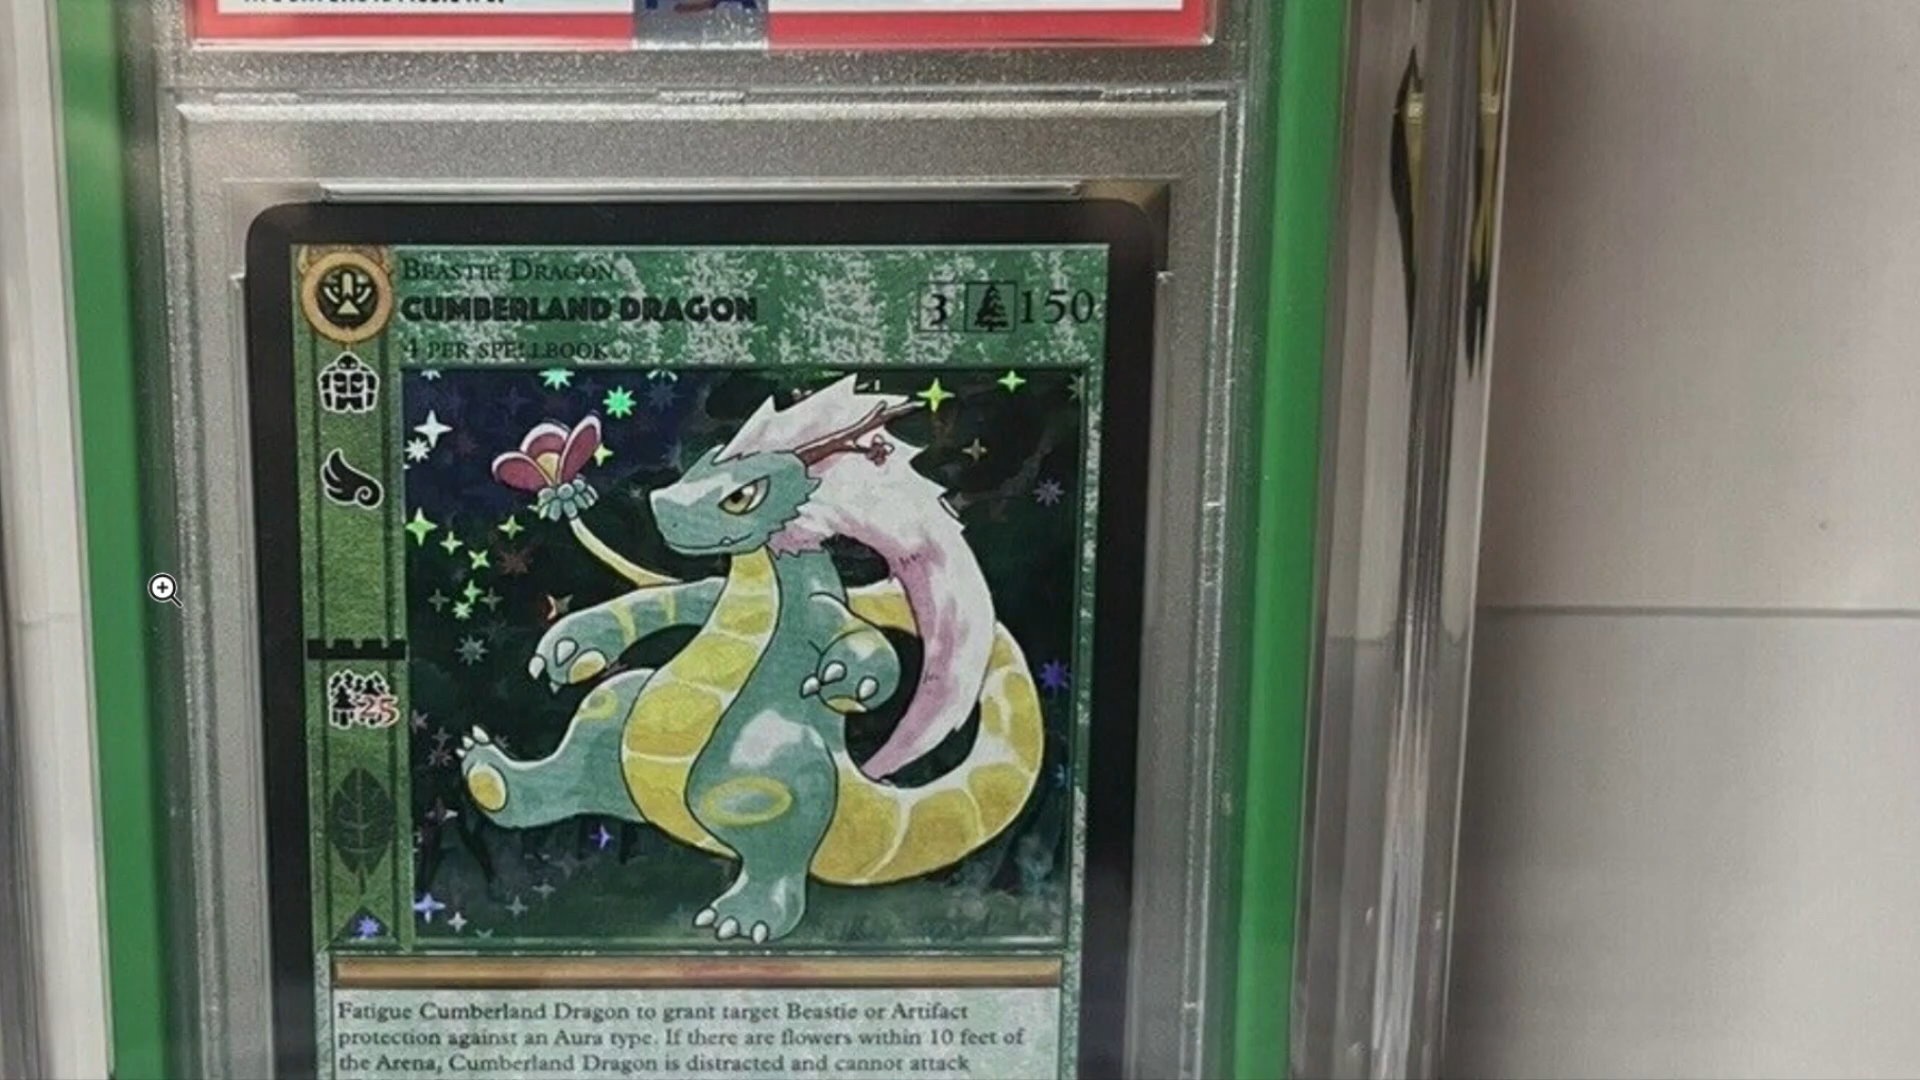 BEASTIE DRAGON
CUMBERLAND DRAGON
3 150
4 PER SPELLBOOK
25
Fatigue Cumberland Dragon to grant target Beastie or Artifact
protection against an Aura type. If there are flowers within 10 feet of
the Arena, Cumberland Dragon is distracted and cannot attack